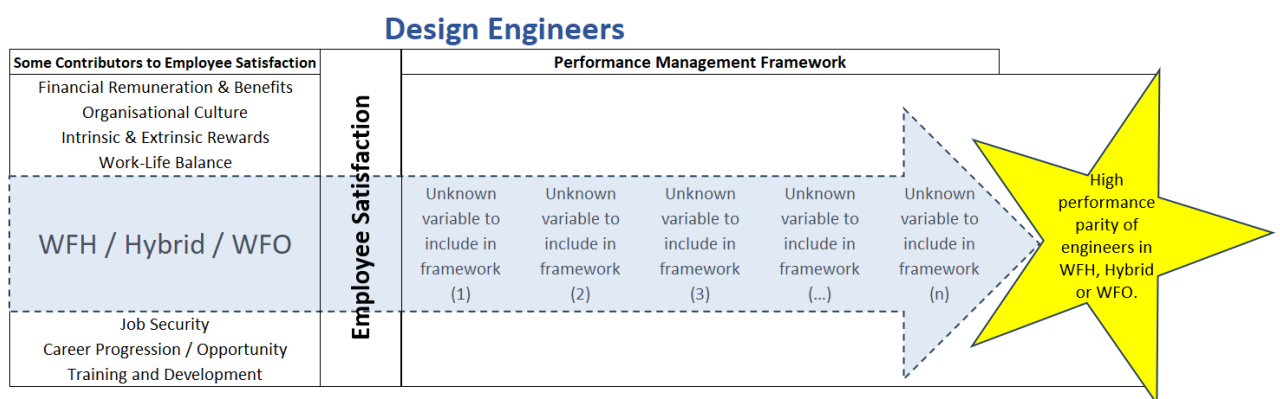 Design Engineers
Some Contributors to Employee Satisfaction
Financial Remuneration & Benefits
Organisational Culture
Intrinsic & Extrinsic Rewards
Work-Life Balance
WFH / Hybrid / WFO
Job Security
Career Progression / Opportunity
Training and Development
Employee Satisfaction
Performance Management Framework
Unknown
variable to
include in
framework
(1)
Unknown
variable to
include in
framework
(2)
Unknown
variable to
include in
framework
(3)
Unknown
variable to
include in
framework
(...)
Unknown
variable to
include in
framework
(n)
High
performance
parity of
engineers in
WFH, Hybrid
or WFO.